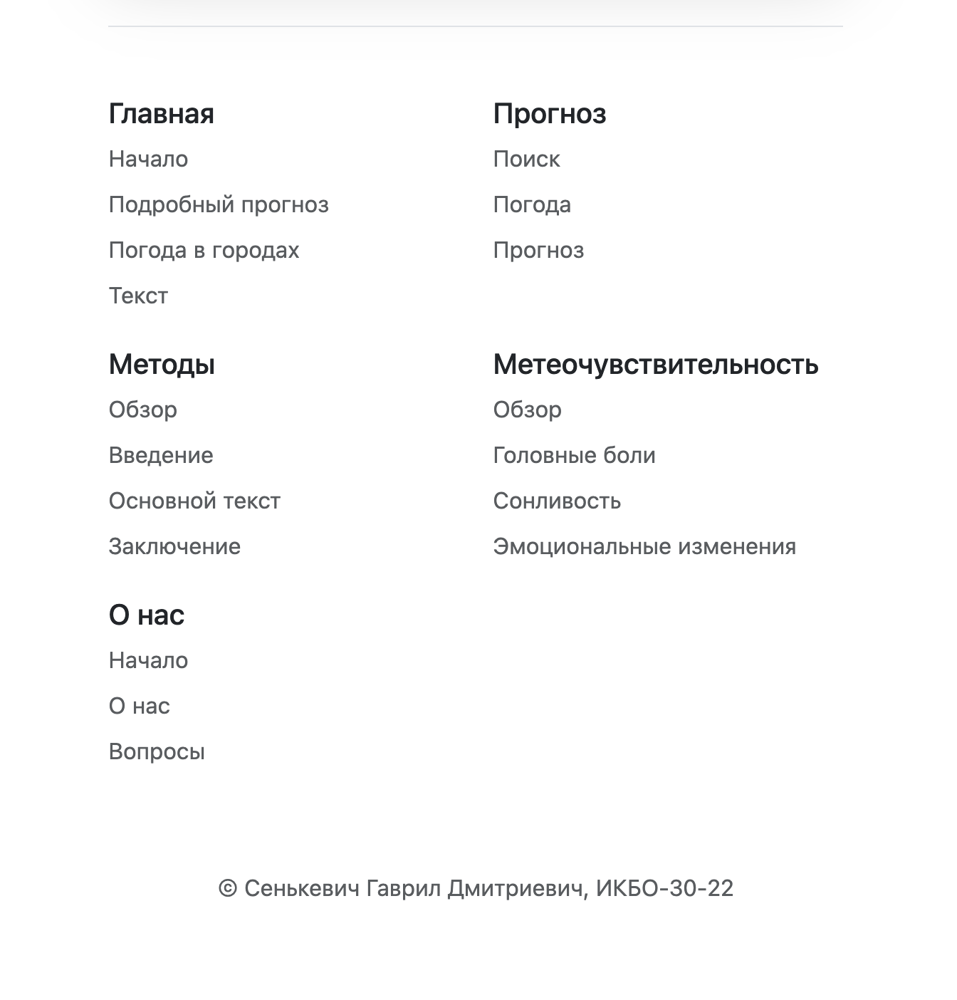 Главная
Начало
Подробный прогноз
Погода в городах
Текст
Прогноз
Поиск
Погода
Прогноз
Методы
Обзор
Введение
Основной текст
Заключение
Метеочувствительность
Обзор
Головные боли
Сонливость
Эмоциональные изменения
О нас
Начало
О нас
Вопросы
© Сенькевич Гаврил Дмитриевич, ИКБО-30-22